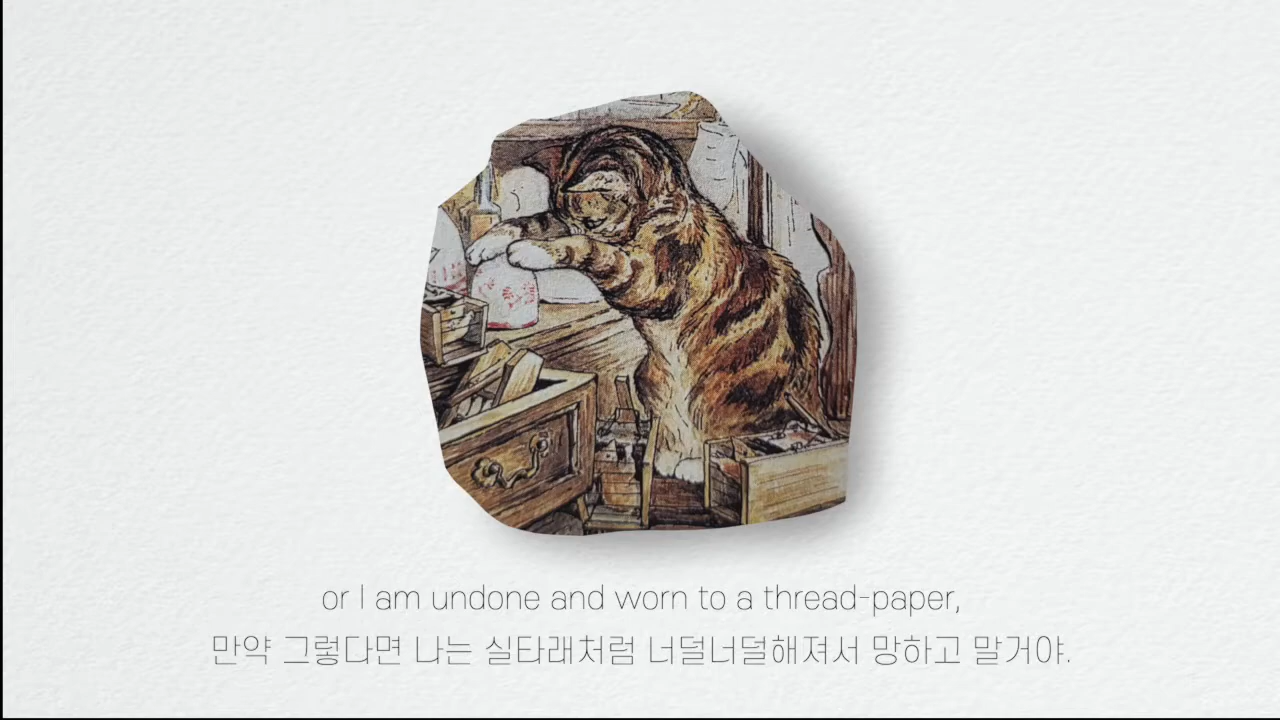 or I am undone and worn to a thread-paper,
만약 그렇다면 나는 실타래처럼 너덜너덜해져서 망하고 말거야.